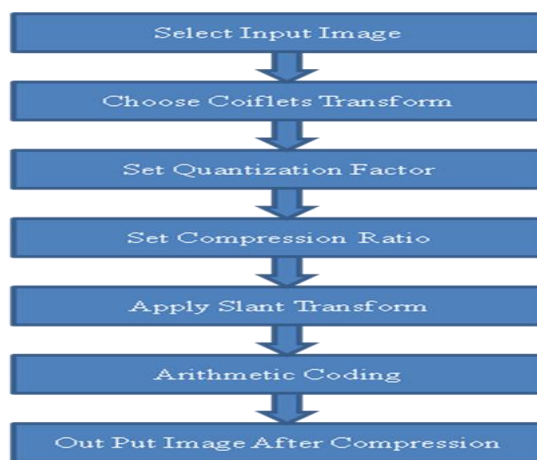 Select Input Image
Choose Coiflets Transform
Set Quantization Factor
Set Compression Ratio
Apply Slant Transform
Arithmetic Coding
Out Put Image After Compression